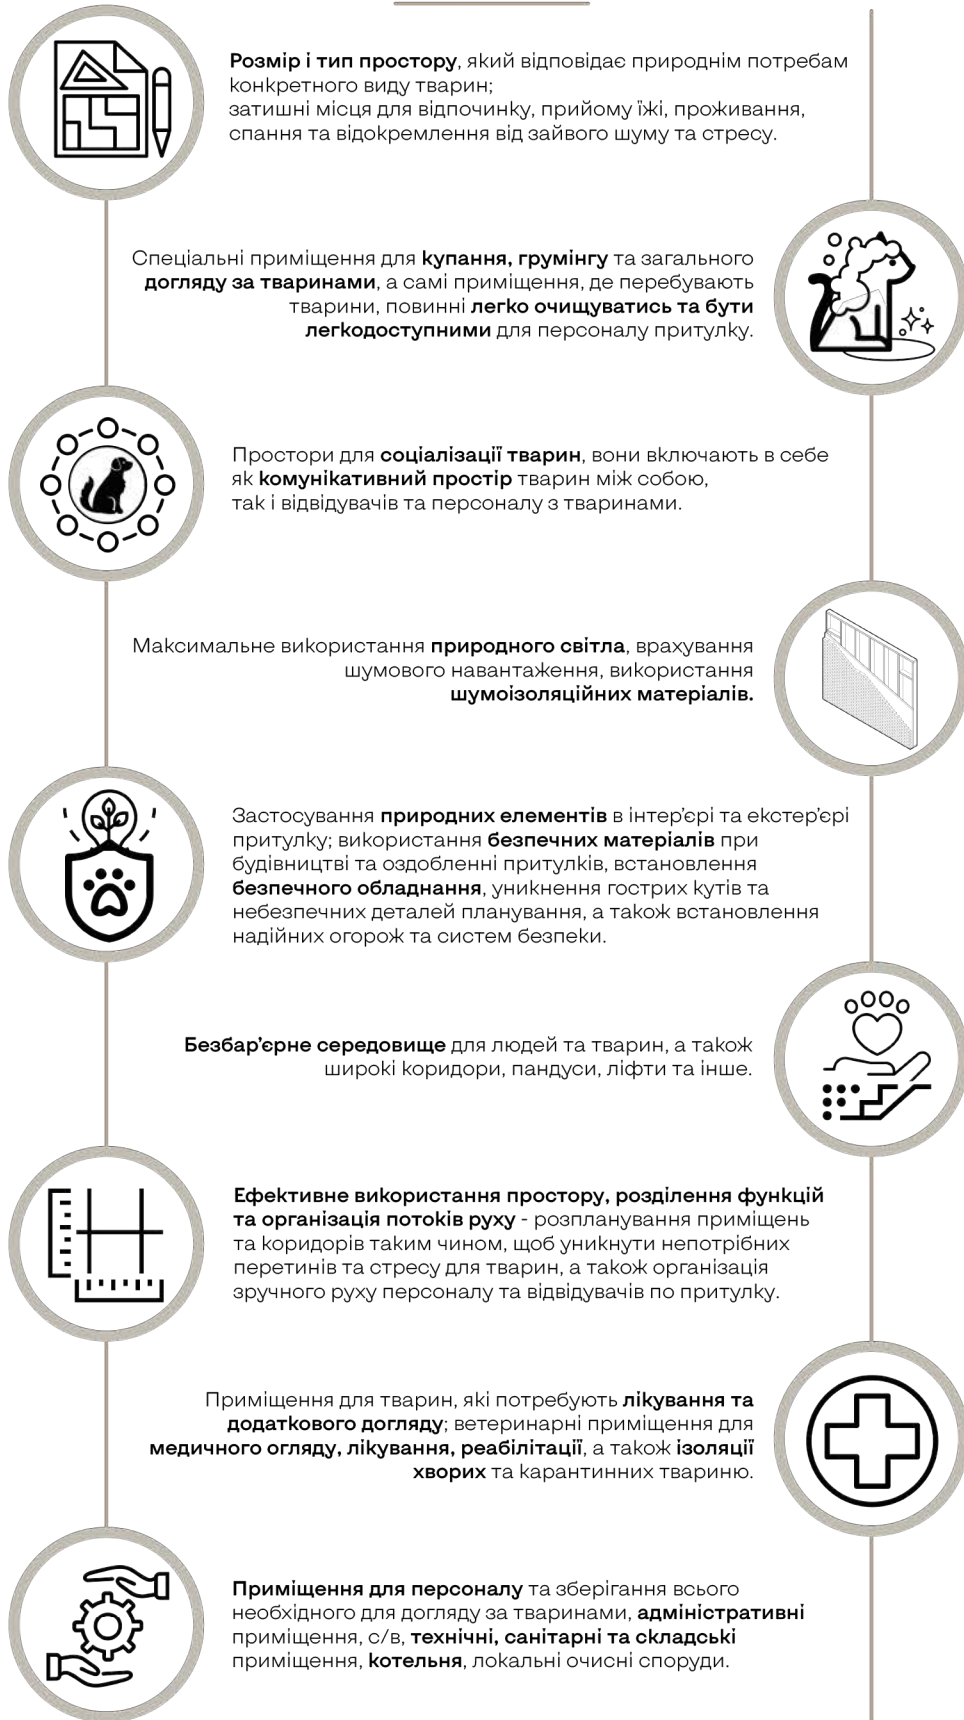 Розмір і тип простору, який відповідає природнім потребам
конкретного виду тварин;
затишні місця для відпочинку, прийому їжі, проживання,
спання та відокремлення від зайвого шуму та стресу.
Спеціальні приміщення для купання, грумінгу та загального
догляду за тваринами, а самі приміщення, де перебувають
тварини, повинні легко очищуватись та бути
легкодоступними для персоналу притулку.
Простори для соціалізації тварин, вони включають в себе
як комунікативний простір тварин між собою,
так і відвідувачів та персоналу з тваринами.
Максимальне використання природного світла, врахування
шумового навантаження, використання
шумоізоляційних матеріалів.
Застосування природних елементів в інтер'єрі та екстер'єрі
притулку; використання безпечних матеріалів при
будівництві та оздобленні притулків, встановлення
безпечного обладнання, уникнення гострих кутів та
небезпечних деталей планування, а також встановлення
надійних огорож та систем безпеки.
Безбар'єрне середовище для людей та тварин, а також
широкі коридори, пандуси, ліфти та інше.
Ефективне використання простору, розділення функцій
та організація потоків руху - розпланування приміщень
та коридорів таким чином, щоб уникнути непотрібних
перетинів та стресу для тварин, а також організація
зручного руху персоналу та відвідувачів по притулку.
Приміщення для тварин, які потребують лікування та
додаткового догляду; ветеринарні приміщення для
медичного огляду, лікування, реабілітації, а також ізоляції
хворих та карантинних твариню.
Приміщення для персоналу та зберігання всього
необхідного для догляду за тваринами, адміністративні
приміщення, с/в, технічні, санітарні та складські
приміщення, котельня, локальні очисні споруди.